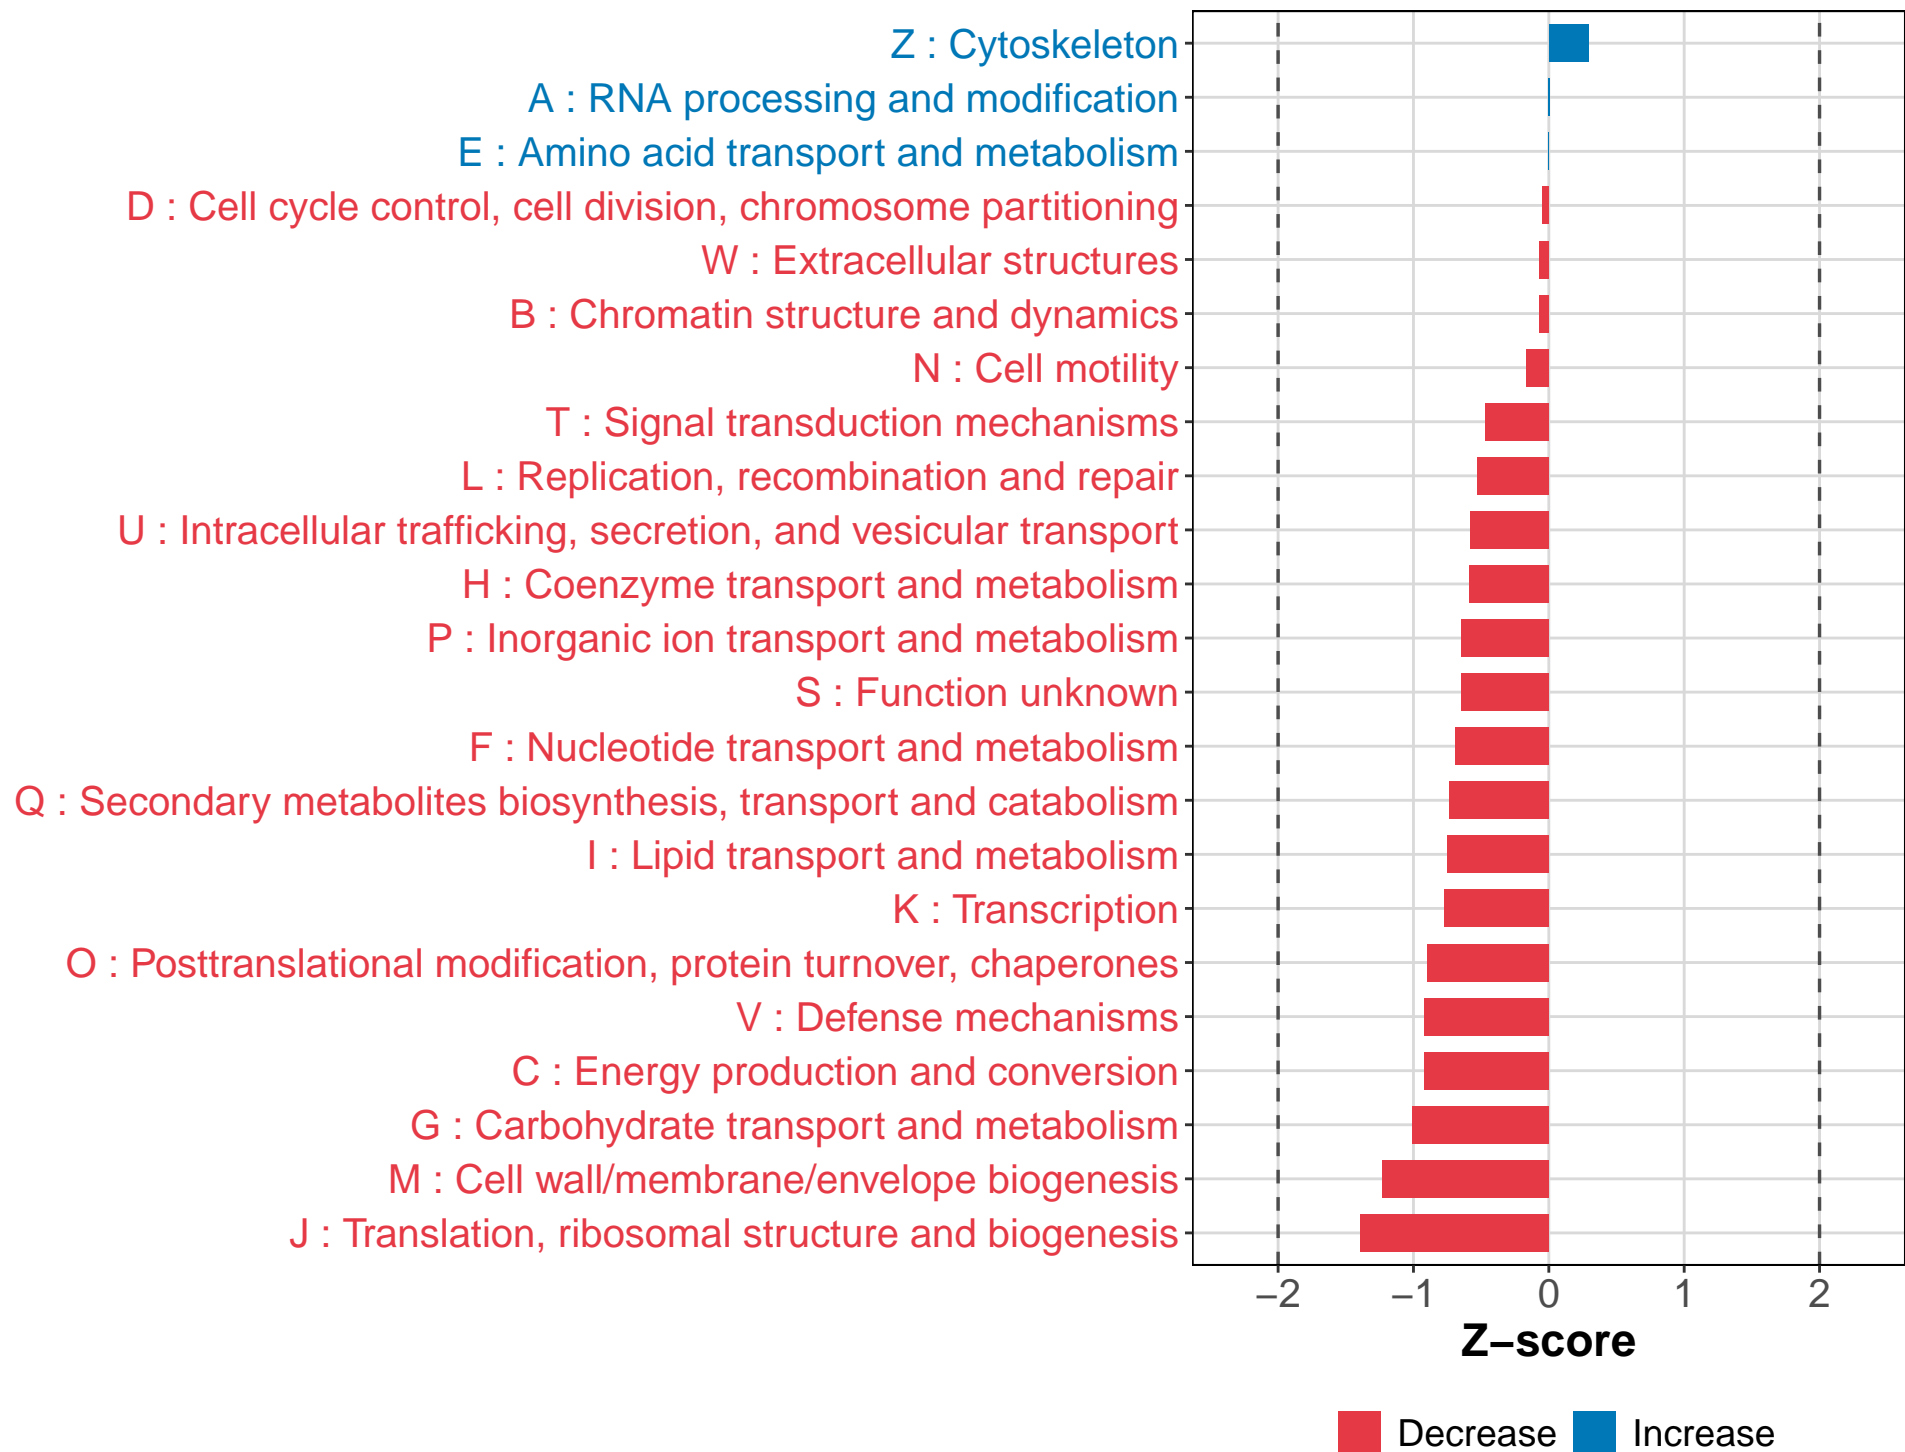 Z : Cytoskeleton
A : RNA processing and modification
E : Amino acid transport and metabolism
D : Cell cycle control, cell division, chromosome partitioning
W : Extracellular structures
B : Chromatin structure and dynamics
N : Cell motility
T : Signal transduction mechanisms
L : Replication, recombination and repair
U : Intracellular trafficking, secretion, and vesicular transport
H : Coenzyme transport and metabolism
P : Inorganic ion transport and metabolism
S : Function unknown
F : Nucleotide transport and metabolism
Q : Secondary metabolites biosynthesis, transport and catabolism
I : Lipid transport and metabolism
K : Transcription
O : Posttranslational modification, protein turnover, chaperones
V : Defense mechanisms
C : Energy production and conversion
G : Carbohydrate transport and metabolism
M : Cell wall/membrane/envelope biogenesis
J : Translation, ribosomal structure and biogenesis
−2 −1 0 1 2
Z−score
Decrease Increase